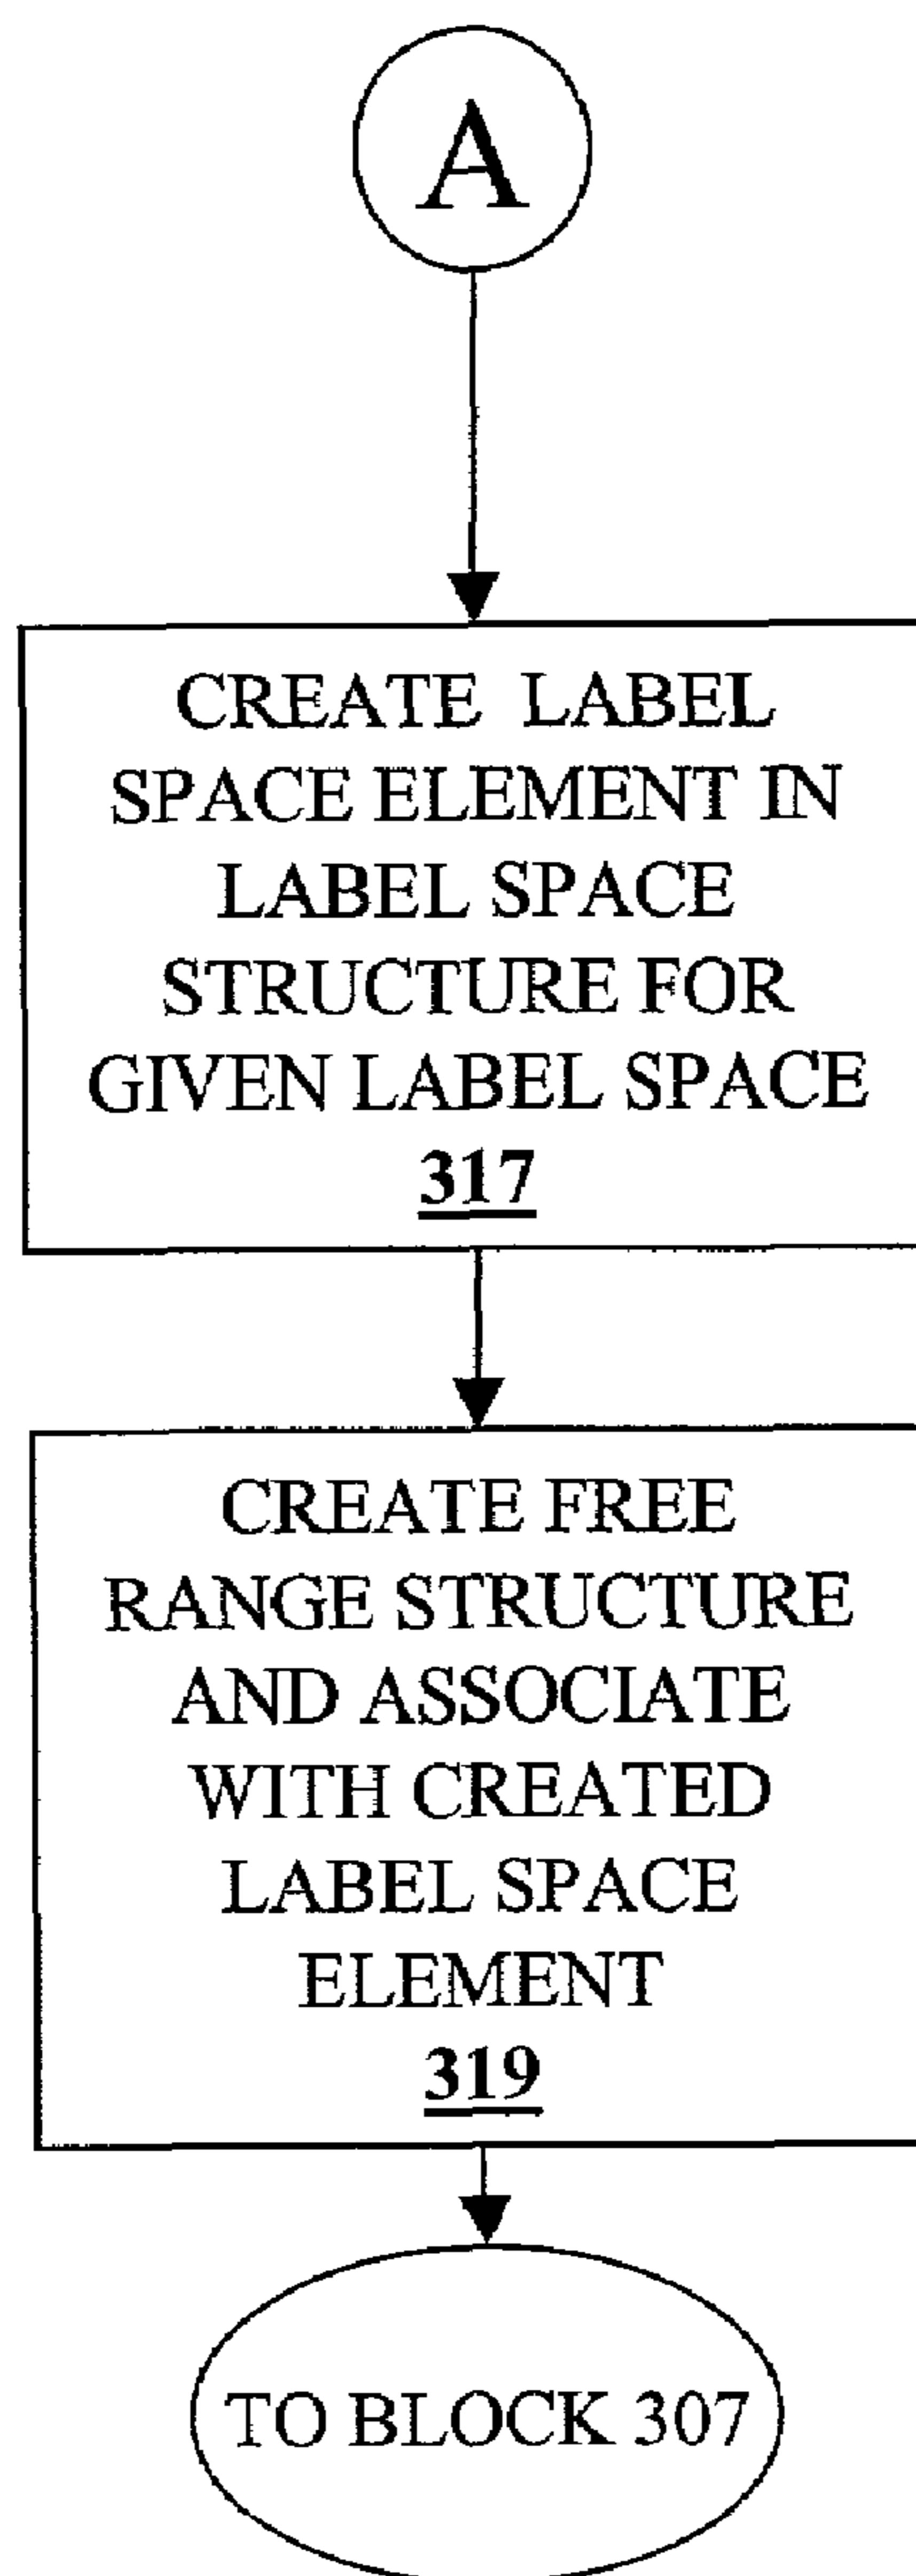 A
CREATE LABEL
SPACE ELEMENT IN
LABEL SPACE
STRUCTURE FOR
GIVEN LABEL SPACE
317
CREATE FREE
RANGE STRUCTURE
AND ASSOCIATE
WITH CREATED
LABEL SPACE
ELEMENT
319
TO BLOCK 307